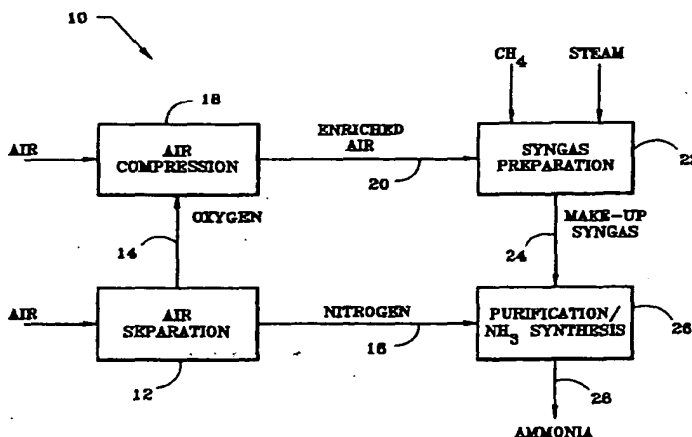 10
CH4
STEAM
18
AIR
AIR
COMPRESSION
ENRICHED
AIR
20
SYNGAS
PREPARATION
22
OXYGEN
14
MAKE-UP
SYNGAS
24
AIR
AIR
SEPARATION
12
NITROGEN
16
PURIFICATION/
NH3 SYNTHESIS
26
28
AMMONIA